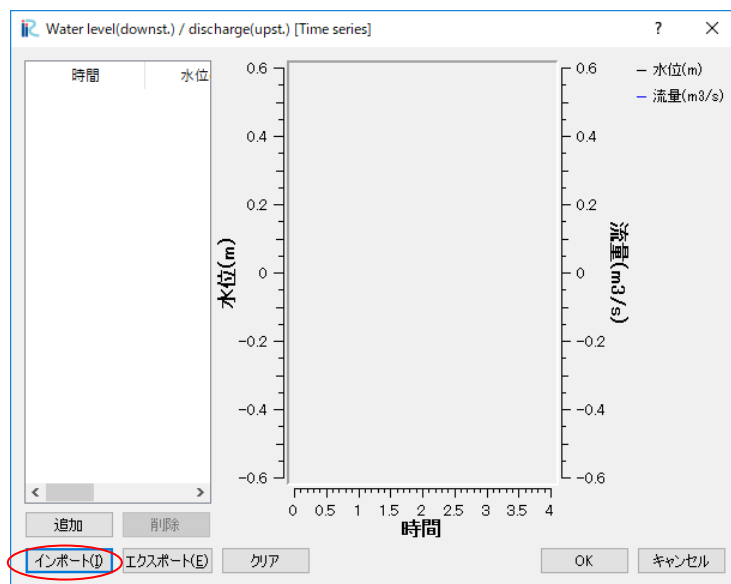 iRC Water level(downst.) / discharge(upst.) [Time series] ? ×
時間 水位
0.6
0.4
0.2
0
-0.2
-0.4
-0.6
水位(m)
0 0.5 1 1.5 2 2.5 3 3.5 4
時間
0.6
0.4
0.2
0
-0.2
-0.4
-0.6
流量(m3/s)
水位(m)
流量(m3/s)
< >
追加 削除
インポート(I) エクスポート(E) クリア OK キャンセル